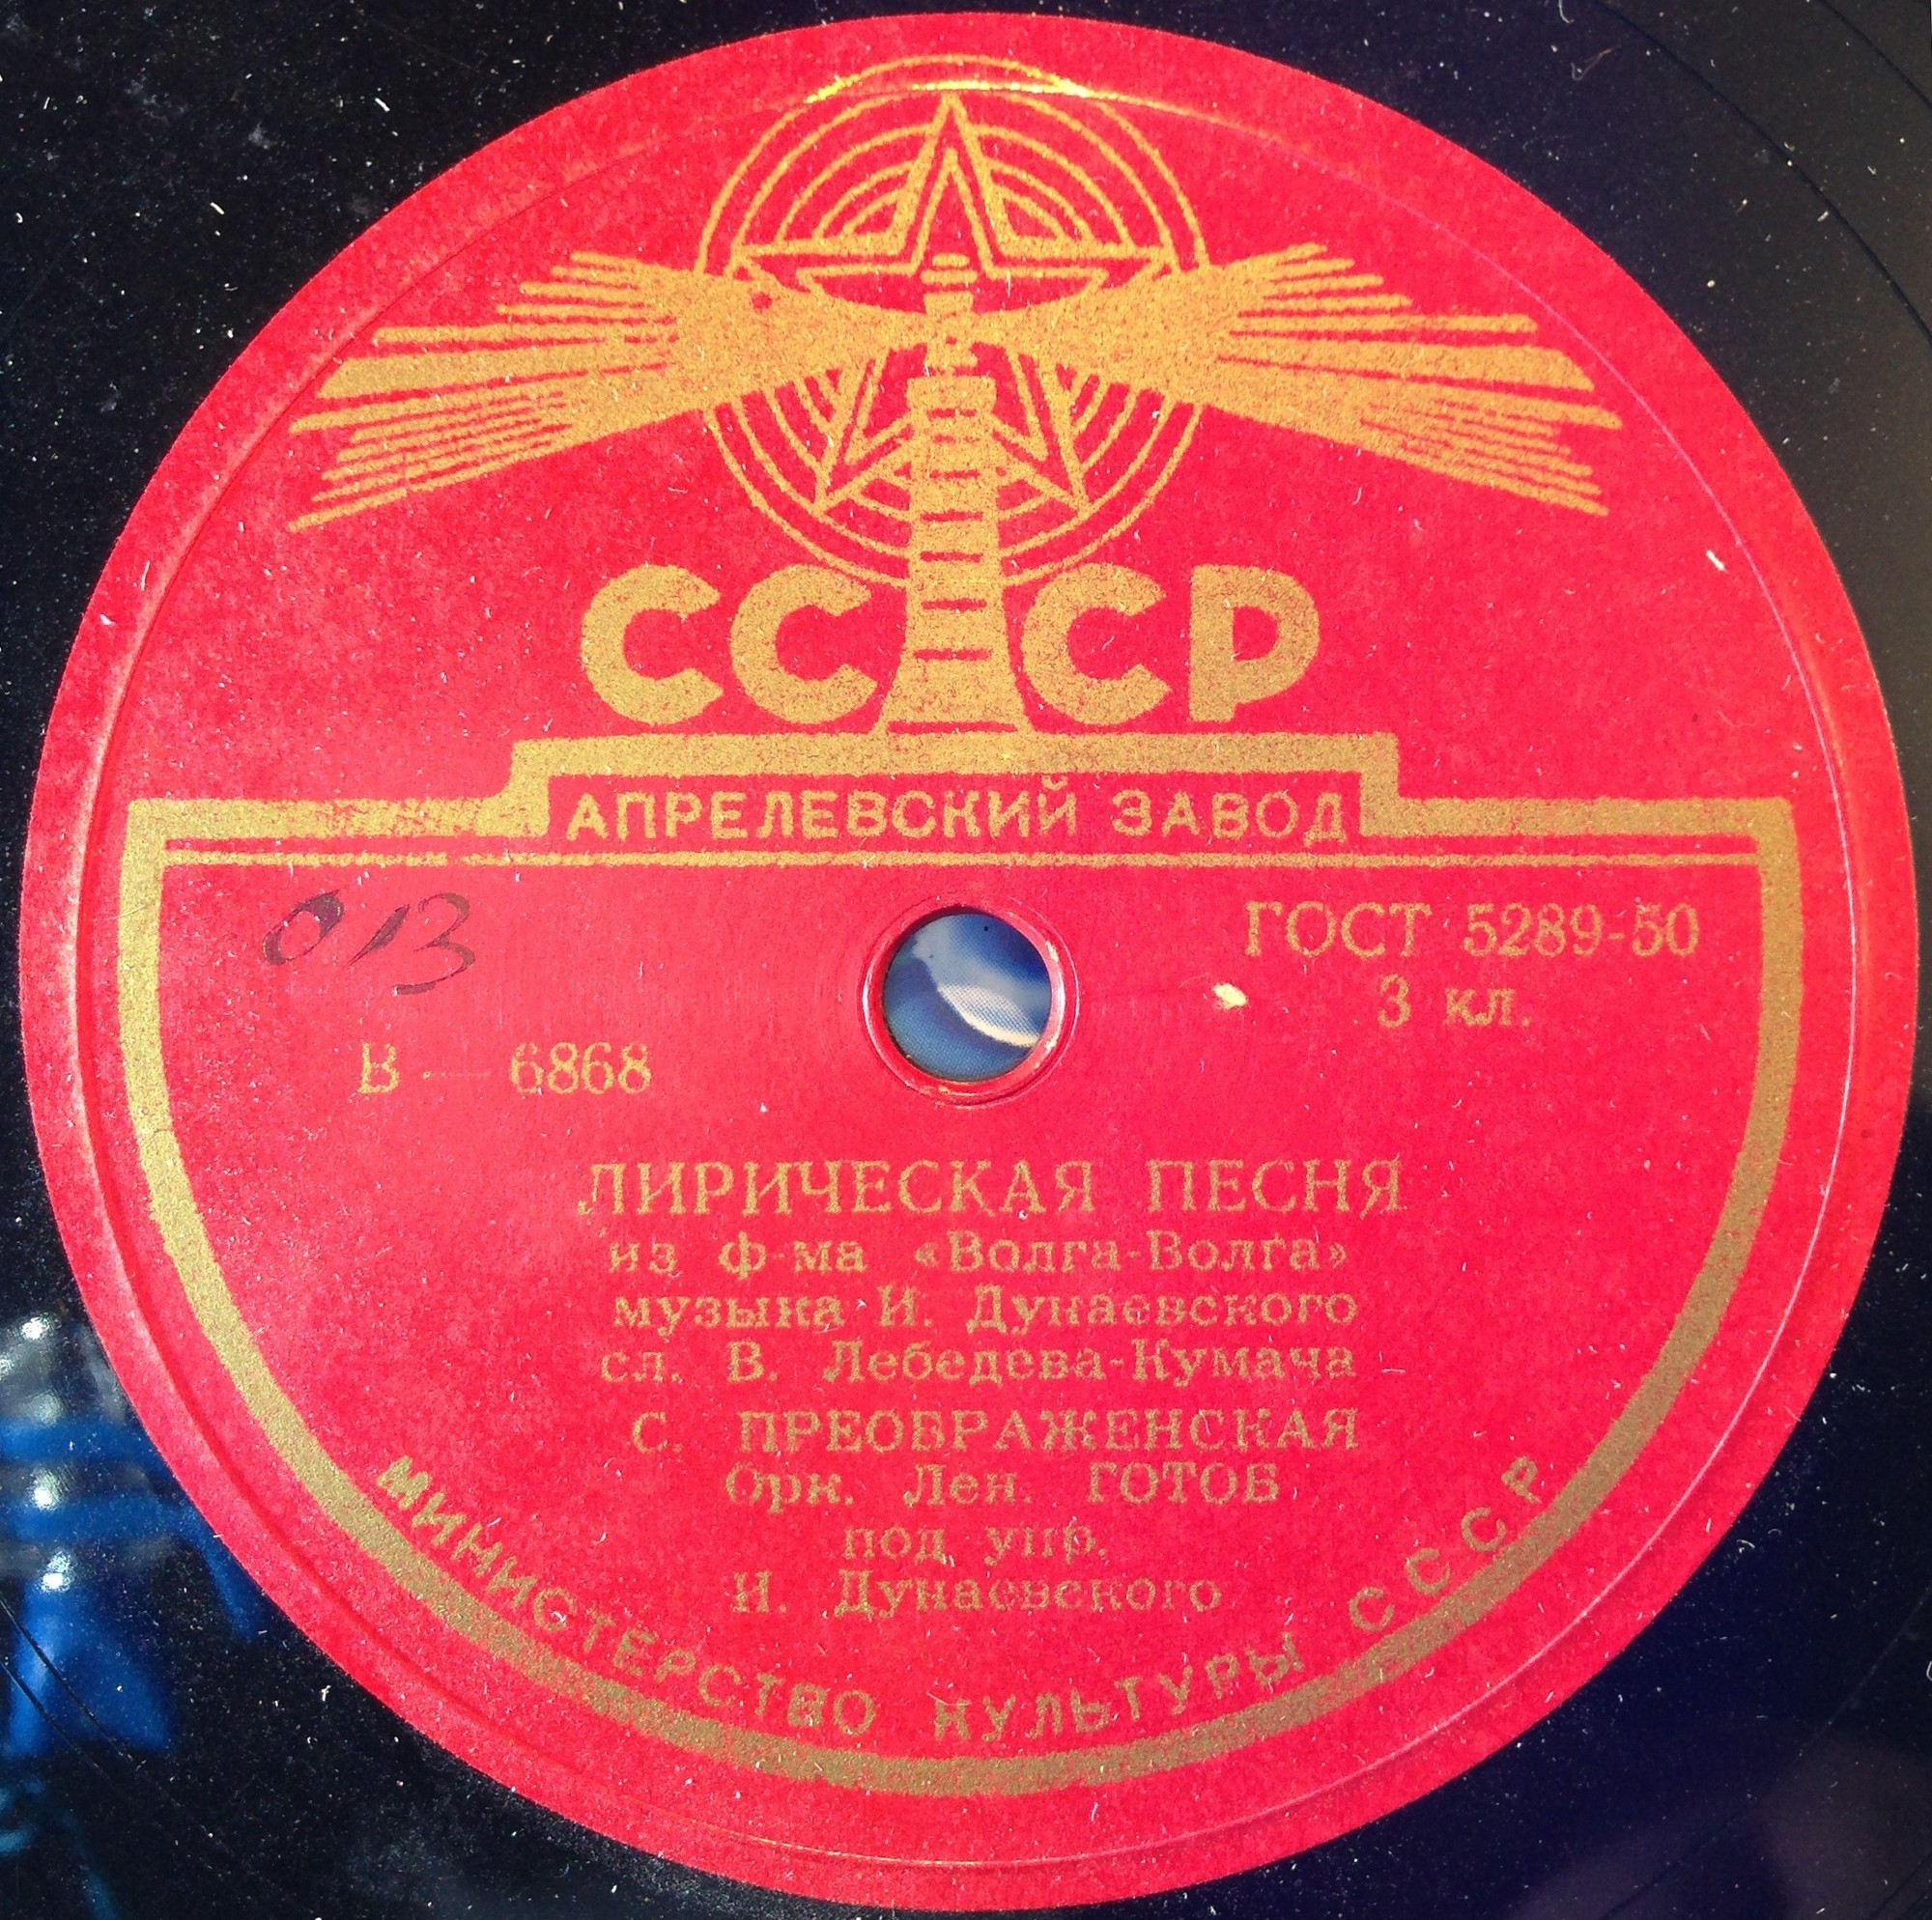 СССР
АПРЕЛЕВСКИЙ ЗАВОД
013
ГОСТ 5289-50
3 кл.
В — 6868
ЛИРИЧЕСКАЯ ПЕСНЯ
из ф-ма «Волга-Волга»
музыка И. Дунаевского
сл. В. Лебедева-Кумача
С. ПРЕОБРАЖЕНСКАЯ
Орк. Лен. ГОТОБ
под упр.
И. Дунаевского
МИНИСТЕРСТВО КУЛЬТУРЫ СССР